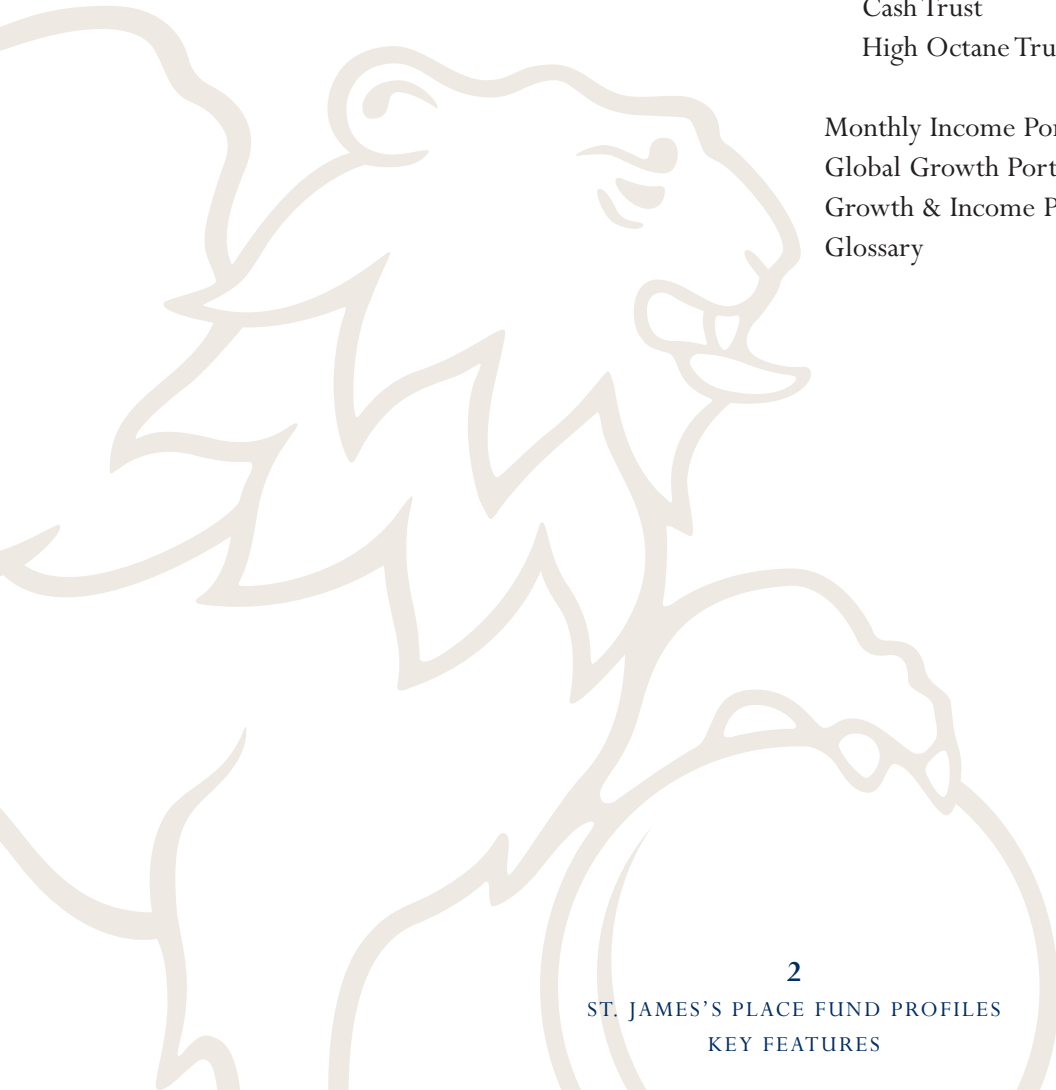 Cash Trust
High Octane
Monthly Income
Global Growth
Growth & Income
Glossary
2
ST. JAMES’S PLACE FUND PROFILES
KEY FEATURES